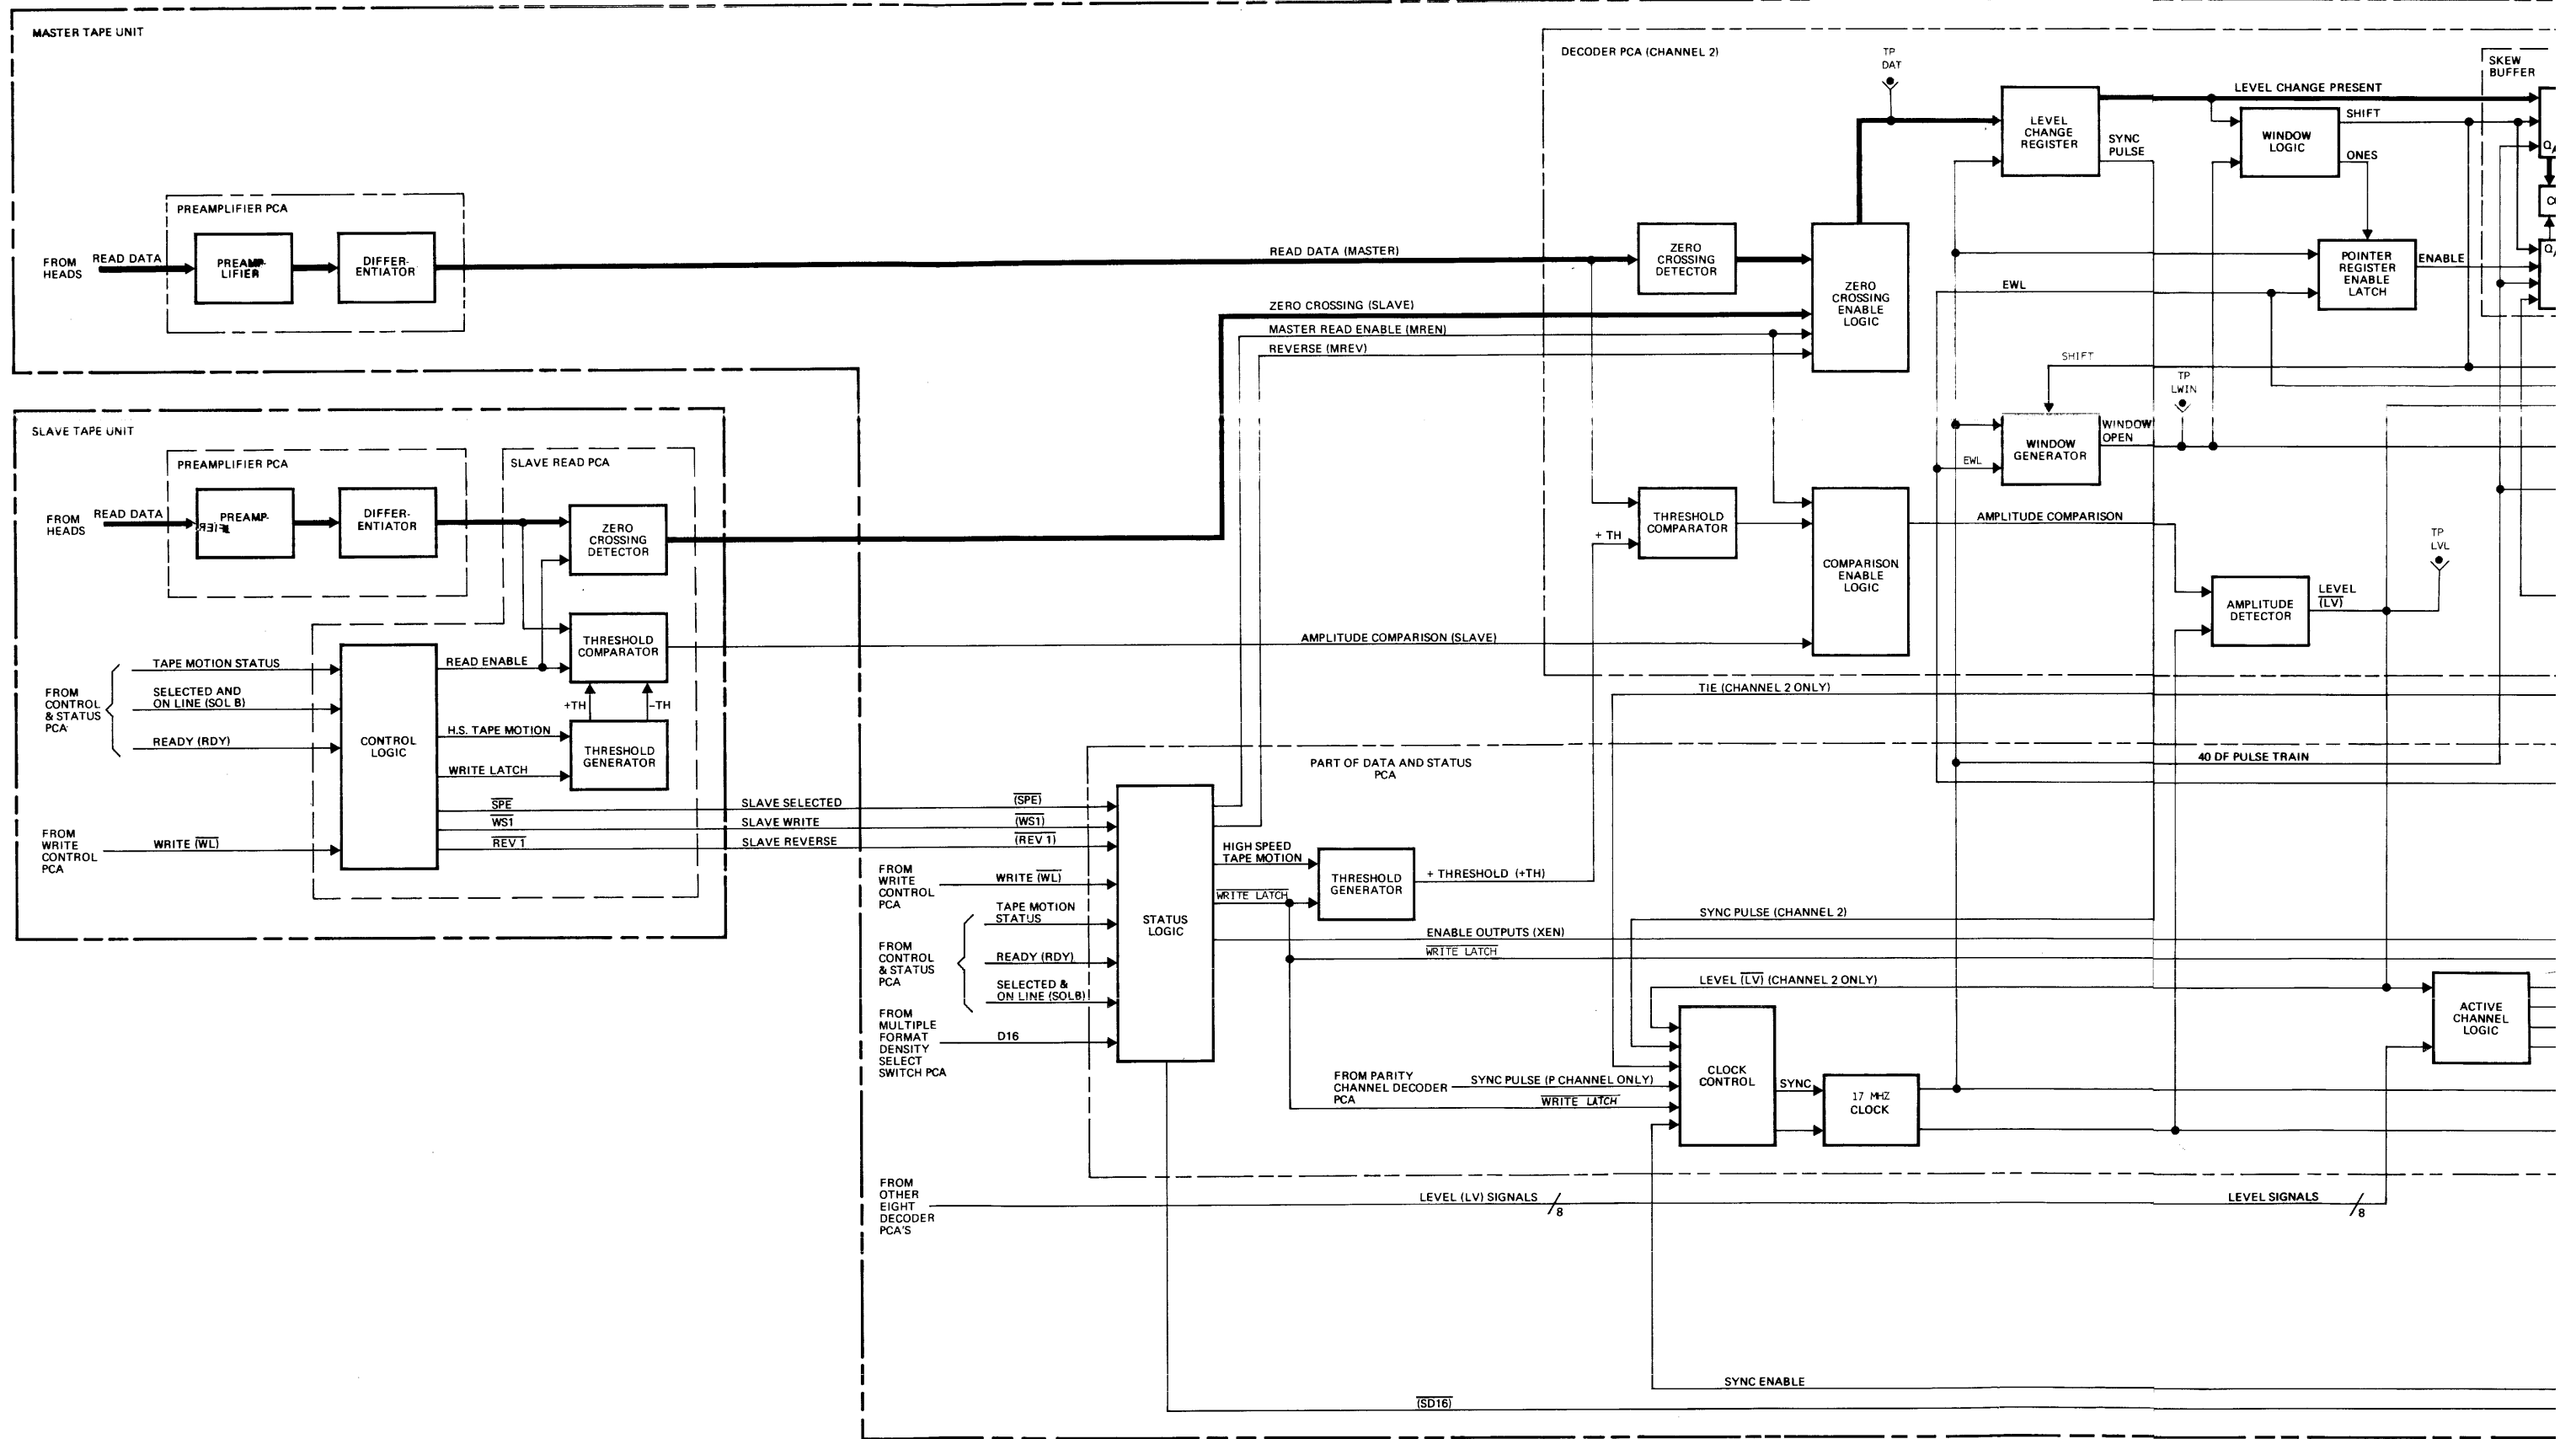 MASTER TAPE UNIT
DECODER PCA (CHANNEL 2)
TP
DAT
SKEW
BUFFER
LEVEL CHANGE PRESENT
LEVEL
CHANGE
REGISTER
SYNC
PULSE
WINDOW
LOGIC
SHIFT
ONES
PREAMPLIFIER PCA
FROM
HEADS
READ DATA
PREAMP-
LIFIER
DIFFER-
ENTIATOR
READ DATA (MASTER)
ZERO
CROSSING
DETECTOR
ZERO
CROSSING
ENABLE
LOGIC
POINTER
REGISTER
ENABLE
LATCH
ENABLE
EWL
ZERO CROSSING (SLAVE)
MASTER READ ENABLE (MREN)
REVERSE (MREV)
SHIFT
TP
LWIN
SLAVE TAPE UNIT
PREAMPLIFIER PCA
SLAVE READ PCA
WINDOW
GENERATOR
WINDOW
OPEN
EWL
FROM
HEADS
READ DATA
PREAMP-
LIFIER
DIFFER-
ENTIATOR
ZERO
CROSSING
DETECTOR
THRESHOLD
COMPARATOR
+ TH
COMPARISON
ENABLE
LOGIC
AMPLITUDE COMPARISON
TP
LVL
AMPLITUDE
DETECTOR
LEVEL
(LV)
THRESHOLD
COMPARATOR
AMPLITUDE COMPARISON (SLAVE)
FROM
CONTROL
& STATUS
PCA
TAPE MOTION STATUS
SELECTED AND
ON LINE (SOL B)
READY (RDY)
CONTROL
LOGIC
READ ENABLE
+TH
-TH
H.S. TAPE MOTION
WRITE LATCH
THRESHOLD
GENERATOR
TIE (CHANNEL 2 ONLY)
PART OF DATA AND STATUS
PCA
40 DF PULSE TRAIN
SPE
SLAVE SELECTED
(SPE)
WS1
SLAVE WRITE
(WS1)
REV 1
SLAVE REVERSE
(REV 1)
FROM
WRITE
CONTROL
PCA
WRITE (WL)
FROM
WRITE
CONTROL
PCA
WRITE (WL)
FROM
CONTROL
& STATUS
PCA
TAPE MOTION
STATUS
READY (RDY)
SELECTED &
ON LINE (SOLB)
FROM
MULTIPLE
FORMAT
DENSITY
SELECT
SWITCH PCA
D16
STATUS
LOGIC
HIGH SPEED
TAPE MOTION
WRITE LATCH
THRESHOLD
GENERATOR
+ THRESHOLD (+TH)
SYNC PULSE (CHANNEL 2)
ENABLE OUTPUTS (XEN)
WRITE LATCH
LEVEL (LV) (CHANNEL 2 ONLY)
ACTIVE
CHANNEL
LOGIC
FROM PARITY
CHANNEL DECODER
PCA
SYNC PULSE (P CHANNEL ONLY)
WRITE LATCH
CLOCK
CONTROL
SYNC
17 MHZ
CLOCK
FROM
OTHER
EIGHT
DECODER
PCA'S
LEVEL (LV) SIGNALS
8
LEVEL SIGNALS
8
SYNC ENABLE
(SD16)